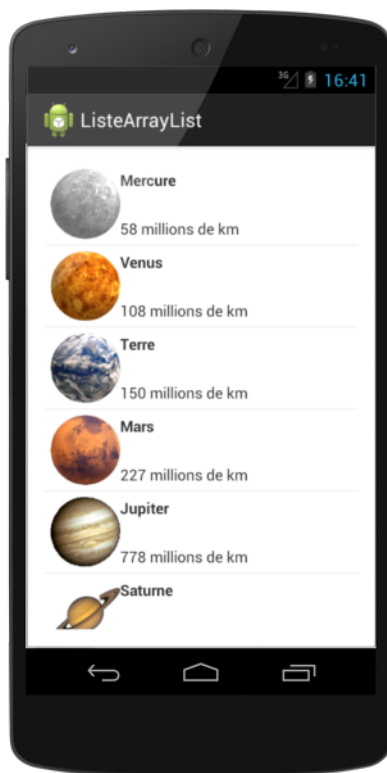 3G 16:41
ListeArrayList
Mercure
58 millions de km
Venus
108 millions de km
Terre
150 millions de km
Mars
227 millions de km
Jupiter
778 millions de km
Saturne